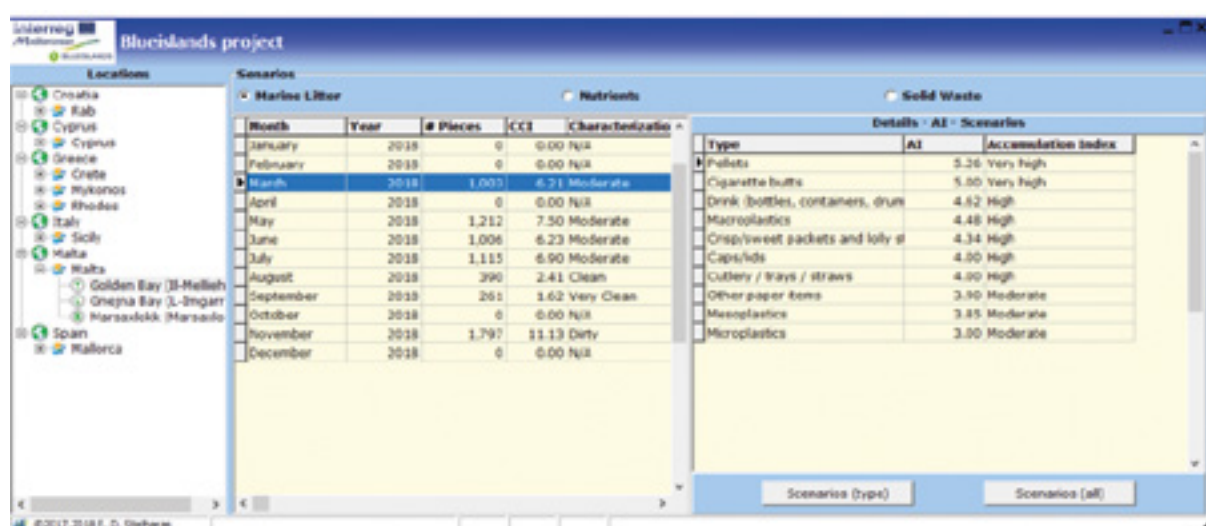 Interreg
Blueislands project
BLUEISLANDS
Locations
Croatia
Rab
Cyprus
Cyprus
Greece
Crete
Mykonos
Rhodes
Italy
Sicily
Malta
Malta
Golden Bay (Il-Mellieh
Gnejna Bay (L-Imgarr
Marsaxlokk (Marsaxlo
Spain
Mallorca
Senarios
Marine Litter Nutrients Solid Waste
Month Year # Pieces CCI Characterizatio
January 2018 0 0.00 N/A
February 2018 0 0.00 N/A
March 2018 1,003 6.21 Moderate
April 2018 0 0.00 N/A
May 2018 1,212 7.50 Moderate
June 2018 1,006 6.23 Moderate
July 2018 1,115 6.90 Moderate
August 2018 390 2.41 Clean
September 2018 261 1.62 Very Clean
October 2018 0 0.00 N/A
November 2018 1,797 11.13 Dirty
December 2018 0 0.00 N/A
Details - AI - Scenarios
Type AI Accumulation Index
Pellets 5.26 Very high
Cigarette butts 5.00 Very high
Drink (bottles, containers, drum 4.62 High
Macroplastics 4.48 High
Crisp/sweet packets and lolly st 4.34 High
Caps/lids 4.00 High
Cutlery / trays / straws 4.00 High
Other paper items 3.90 Moderate
Mesoplastics 3.85 Moderate
Microplastics 3.00 Moderate
Scenarios (type) Scenarios (all)